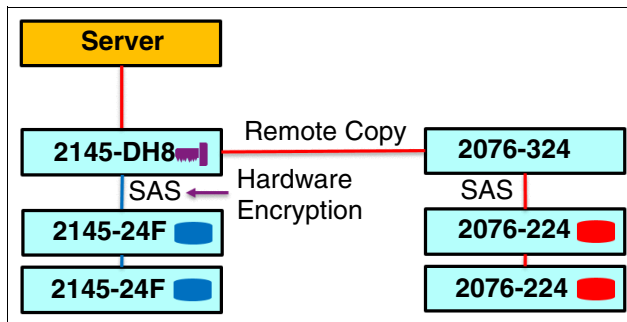 Server
2145-DH8
Remote Copy
2076-324
SAS
Hardware
Encryption
SAS
2145-24F
2076-224
2145-24F
2076-224